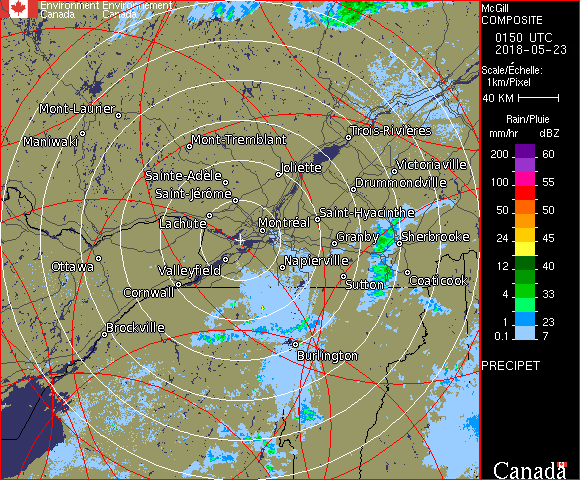 Environment Environnement
Canada Canada
Mont-Laurier
Maniwaki
Mont-Tremblant
Trois-Rivières
Joliette
Victoriaville
Sainte-Adèle
Drummondville
Saint-Jérôme
Lachute
Saint-Hyacinthe
Montréal
Granby
Sherbrooke
Ottawa
Valleyfield
Napierville
Cornwall
Sutton
Coaticook
Brockville
Burlington
McGill
COMPOSITE
0150 UTC
2018-05-23
Scale/Échelle:
1km/Pixel
40 KM
Rain/Pluie
mm/hr dBZ
200 60
150 57
100 55
50 50
24 45
12 40
4 33
1 23
0.1 7
PRECIPET
Canada